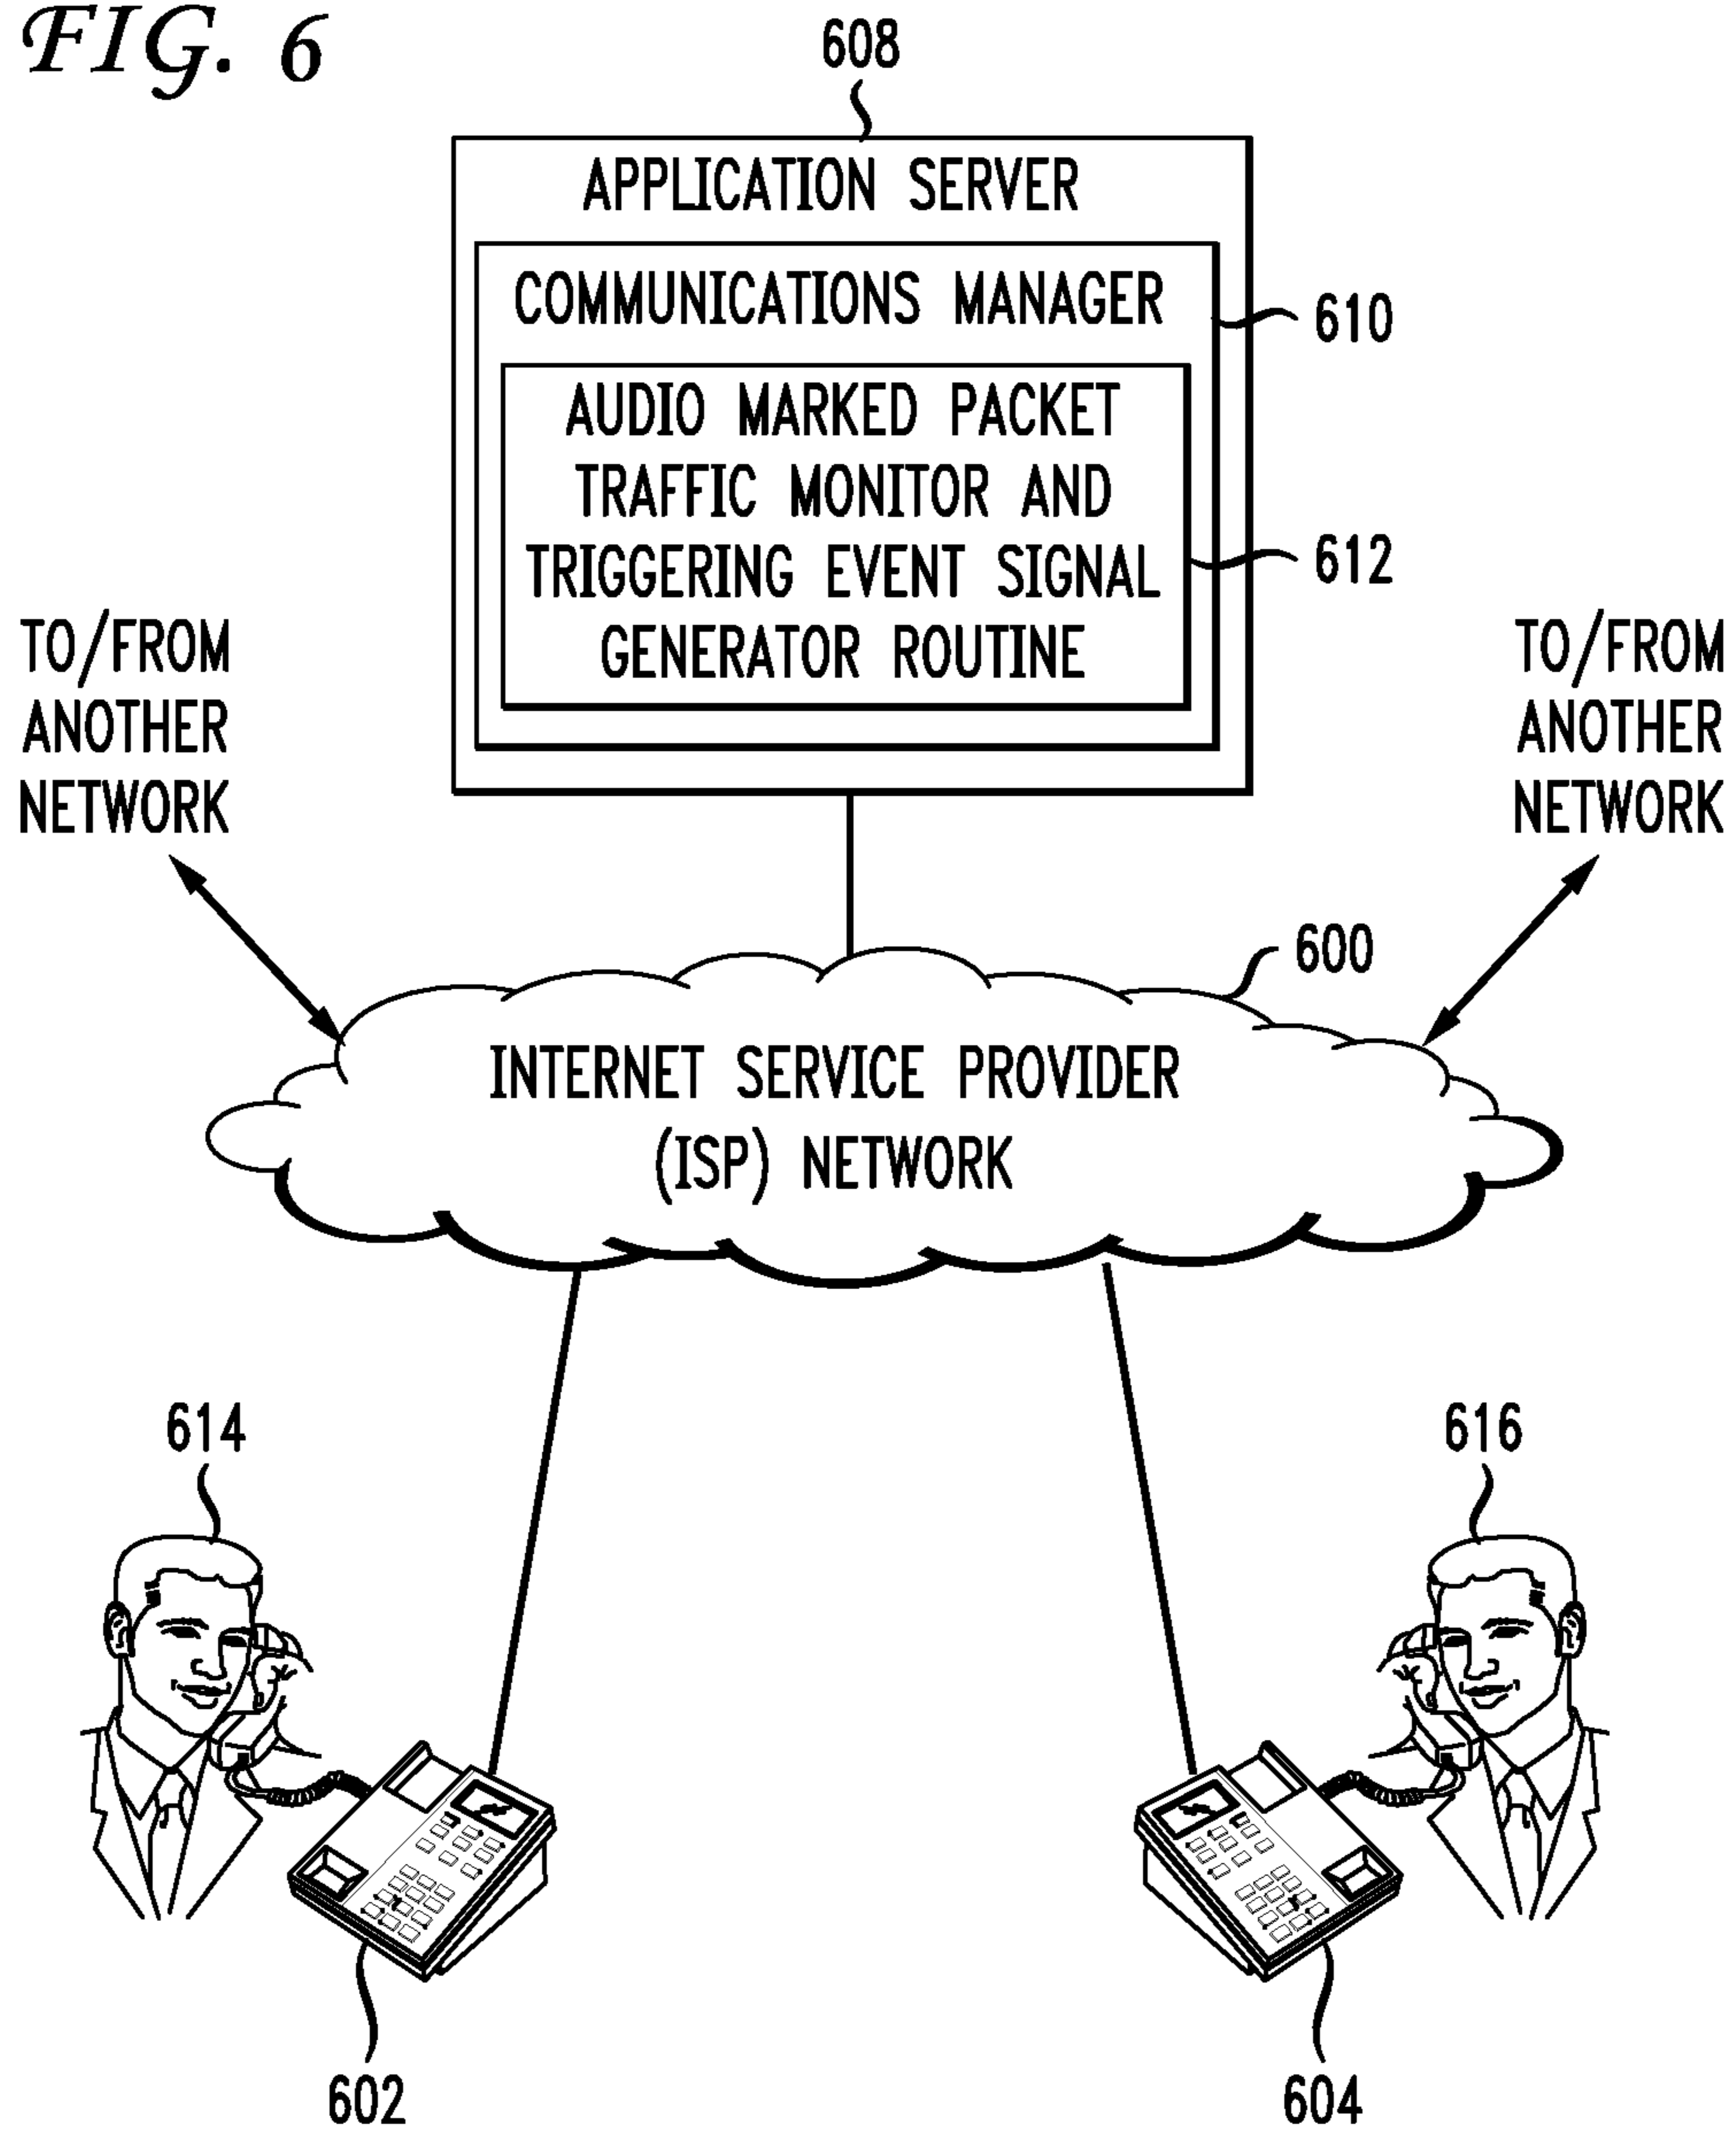 FIG. 6
608
APPLICATION SERVER
COMMUNICATIONS MANAGER
610
AUDIO MARKED PACKET
TRAFFIC MONITOR AND
TRIGGERING EVENT SIGNAL
GENERATOR ROUTINE
612
TO/FROM
ANOTHER
NETWORK
TO/FROM
ANOTHER
NETWORK
600
INTERNET SERVICE PROVIDER
(ISP) NETWORK
614
616
602
604